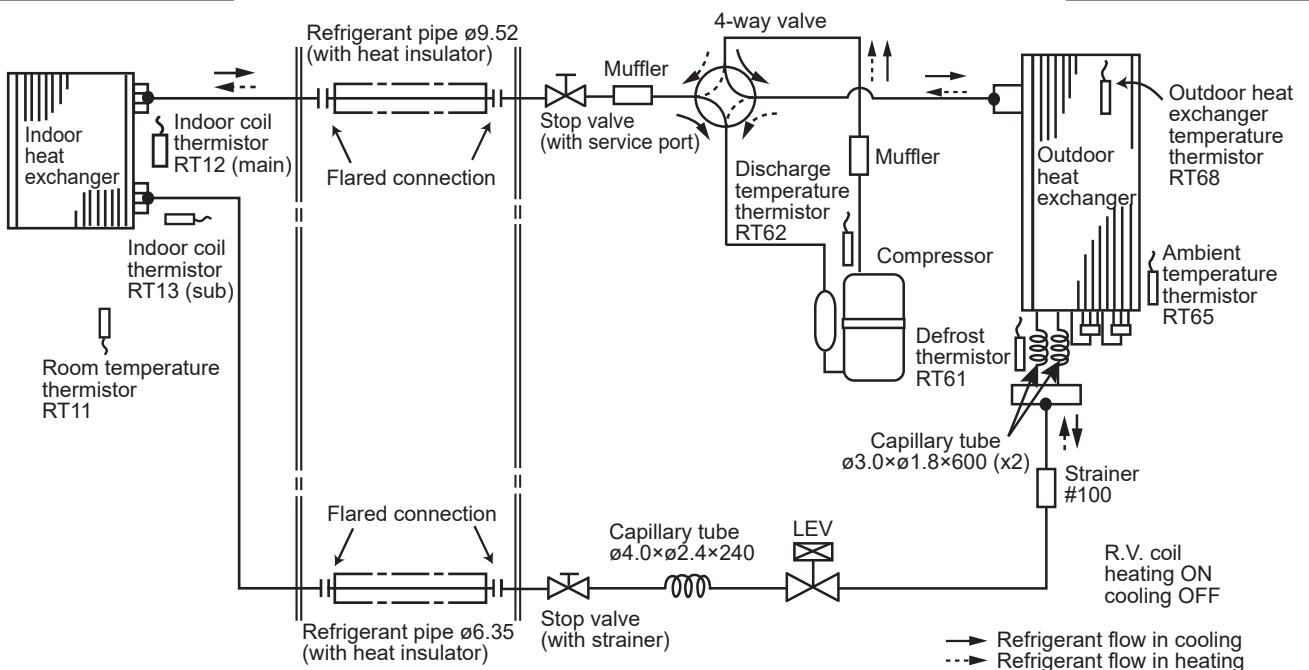 4-way valve
Refrigerant pipe ø9.52
(with heat insulator)
Muffler
Stop valve
(with service port)
Indoor
heat
exchanger
Indoor coil
thermistor
RT12 (main)
Flared connection
Indoor coil
thermistor
RT13 (sub)
Room temperature
thermistor
RT11
Discharge
temperature
thermistor
RT62
Muffler
Compressor
Outdoor
heat
exchanger
Outdoor heat
exchanger
temperature
thermistor
RT68
Ambient
temperature
thermistor
RT65
Defrost
thermistor
RT61
Capillary tube
ø3.0×ø1.8×600 (x2)
Strainer
#100
Flared connection
Capillary tube
ø4.0×ø2.4×240
LEV
R.V. coil
heating ON
cooling OFF
Stop valve
(with strainer)
Refrigerant pipe ø6.35
(with heat insulator)
Refrigerant flow in cooling
Refrigerant flow in heating